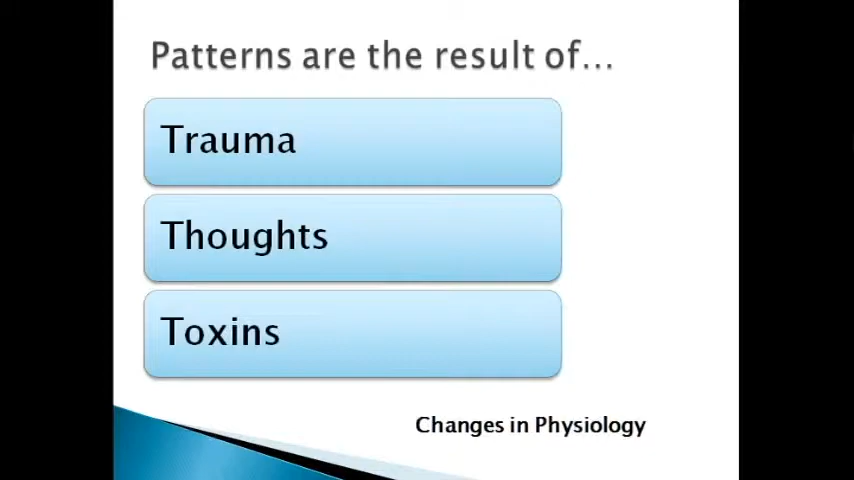 Patterns are the result of...
Trauma
Thoughts
Toxins
Changes in Physiology